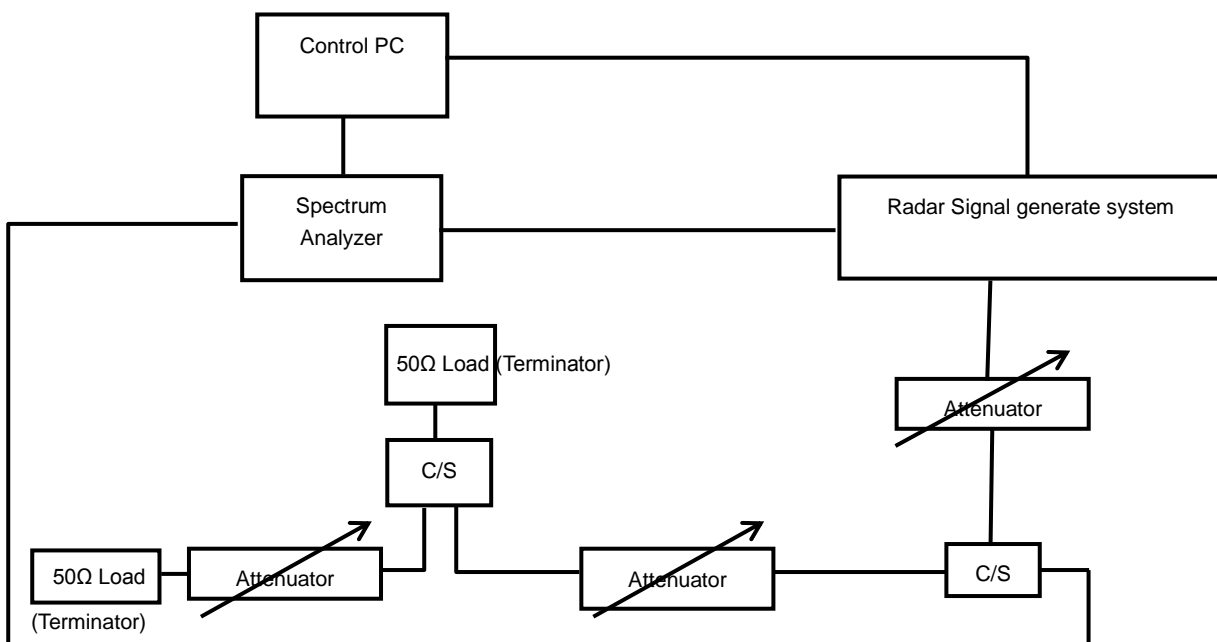 Control PC
Spectrum
Analyzer
Radar Signal generate system
50Ω Load (Terminator)
Attenuator
C/S
50Ω Load
(Terminator)
Attenuator
Attenuator
C/S